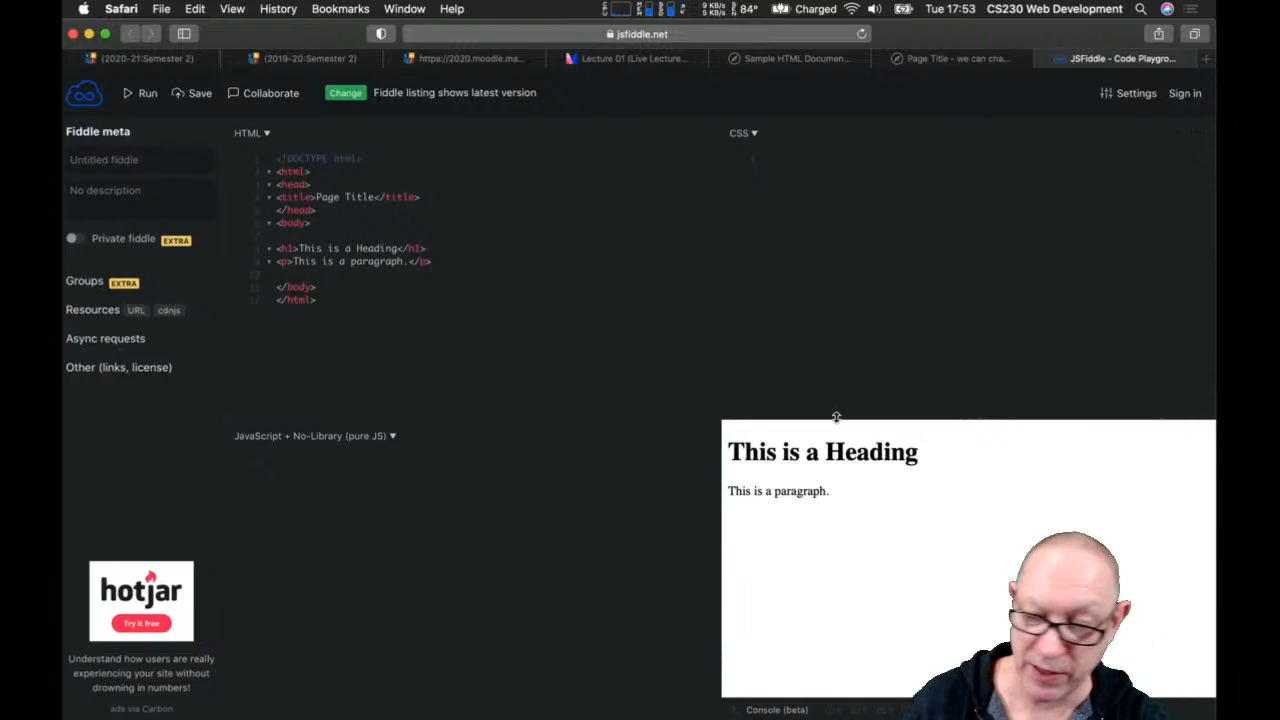 Safari File Edit View History Bookmarks Window Help 9 KB/s 5 KB/s 84° Charged Tue 17:53 CS230 Web Development
jsfiddle.net
(2020-21:Semester 2) (2019-20:Semester 2) https://2020.moodle.ma... Lecture 01 (Live Lecture... Sample HTML Documen... Page Title - we can cha... JSFiddle - Code Playgro...
Run Save Collaborate Change Fiddle listing shows latest version Settings Sign in
Fiddle meta
Untitled fiddle
No description
Private fiddle EXTRA
Groups EXTRA
Resources URL cdnjs
Async requests
Other (links, license)
hotjar
Try it free
Understand how users are really
experiencing your site without
drowning in numbers!
ads via Carbon
HTML
<!DOCTYPE html>
<html>
<head>
<title>Page Title</title>
</head>
<body>
<h1>This is a Heading</h1>
<p>This is a paragraph.</p>
</body>
</html>
CSS
JavaScript + No-Library (pure JS)
This is a Heading
This is a paragraph.
Console (beta)